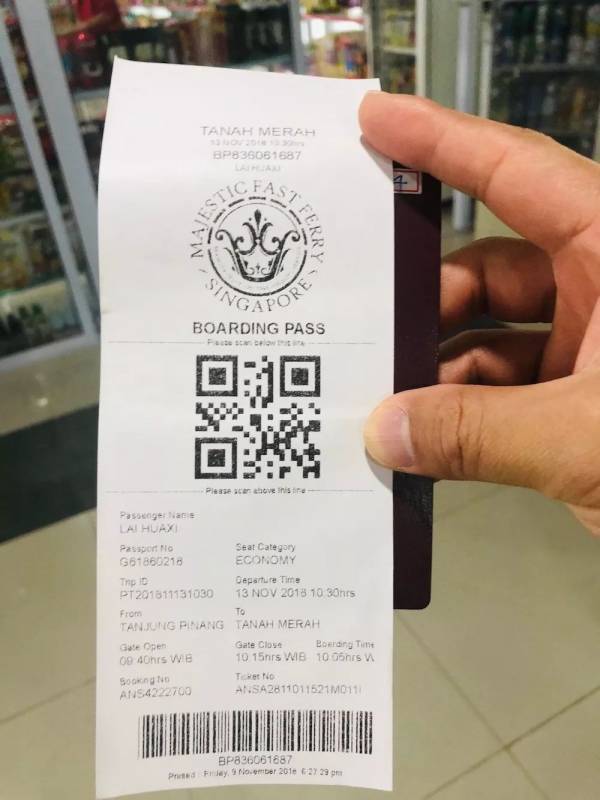 TANAH MERAH
13 NOV 2018 10:30hrs
BP836061687
LAI HUAXI
MAJESTIC FAST FERRY
SINGAPORE
BOARDING PASS
Please scan below this line
Please scan above this line
Passenger Name
LAI HUAXI
Passport No Seat Category
G61860218 ECONOMY
Trip ID Departure Time
PT201811131030 13 NOV 2018 10:30hrs
From To
TANJUNG PINANG TANAH MERAH
Gate Open Gate Close Boarding Time
09:40hrs WIB 10:15hrs WIB 10:05hrs W
Booking No Ticket No
ANS4222700 ANSA2811011521M011
BP836061687
Printed : Friday, 9 November 2018 6:27:29 pm
4